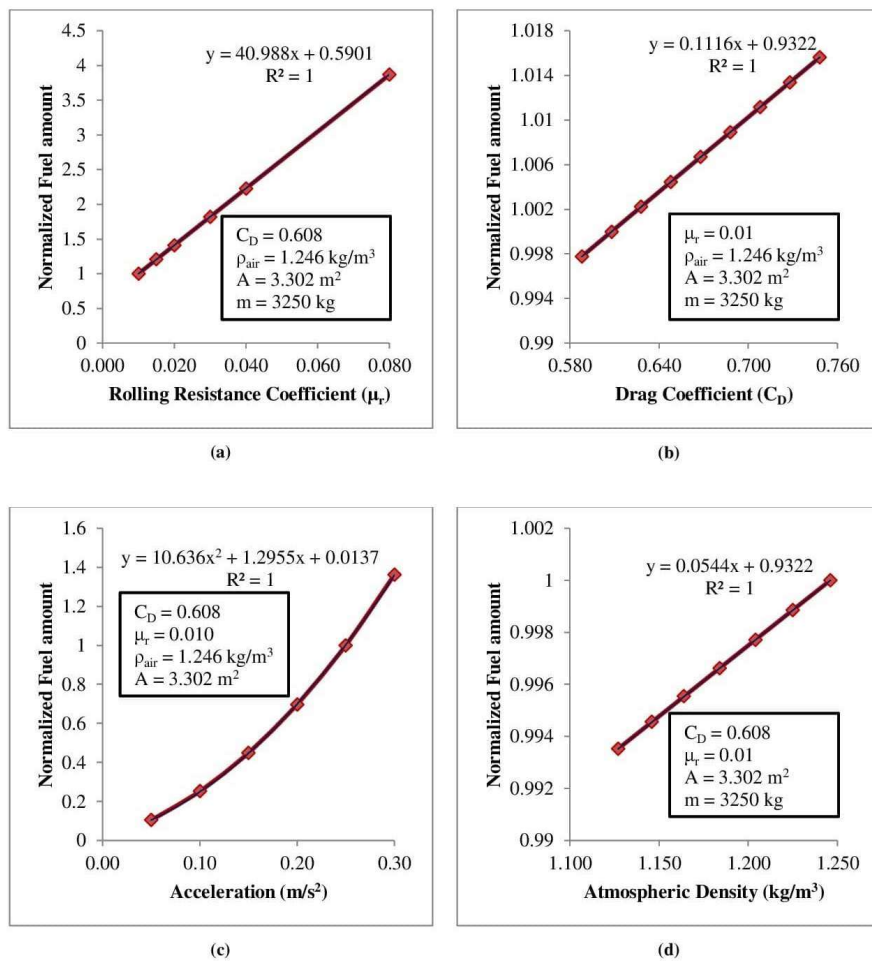 4.5
4
3.5
3
2.5
2
1.5
1
0.5
0
Normalized Fuel amount
y = 40.988x + 0.5901
R² = 1
C_D = 0.608
ρ_air = 1.246 kg/m³
A = 3.302 m²
m = 3250 kg
0.000 0.020 0.040 0.060 0.080
Rolling Resistance Coefficient (μ_r)
(a)
1.018
1.014
1.01
1.006
1.002
0.998
0.994
0.99
Normalized Fuel amount
y = 0.1116x + 0.9322
R² = 1
μ_r = 0.01
ρ_air = 1.246 kg/m³
A = 3.302 m²
m = 3250 kg
0.580 0.640 0.700 0.760
Drag Coefficient (C_D)
(b)
1.6
1.4
1.2
1
0.8
0.6
0.4
0.2
0
Normalized Fuel amount
y = 10.636x² + 1.2955x + 0.0137
R² = 1
C_D = 0.608
μ_r = 0.010
ρ_air = 1.246 kg/m³
A = 3.302 m²
0.00 0.10 0.20 0.30
Acceleration (m/s²)
(c)
1.002
1
0.998
0.996
0.994
0.992
0.99
Normalized Fuel amount
y = 0.0544x + 0.9322
R² = 1
C_D = 0.608
μ_r = 0.01
A = 3.302 m²
m = 3250 kg
1.100 1.150 1.200 1.250
Atmospheric Density (kg/m³)
(d)